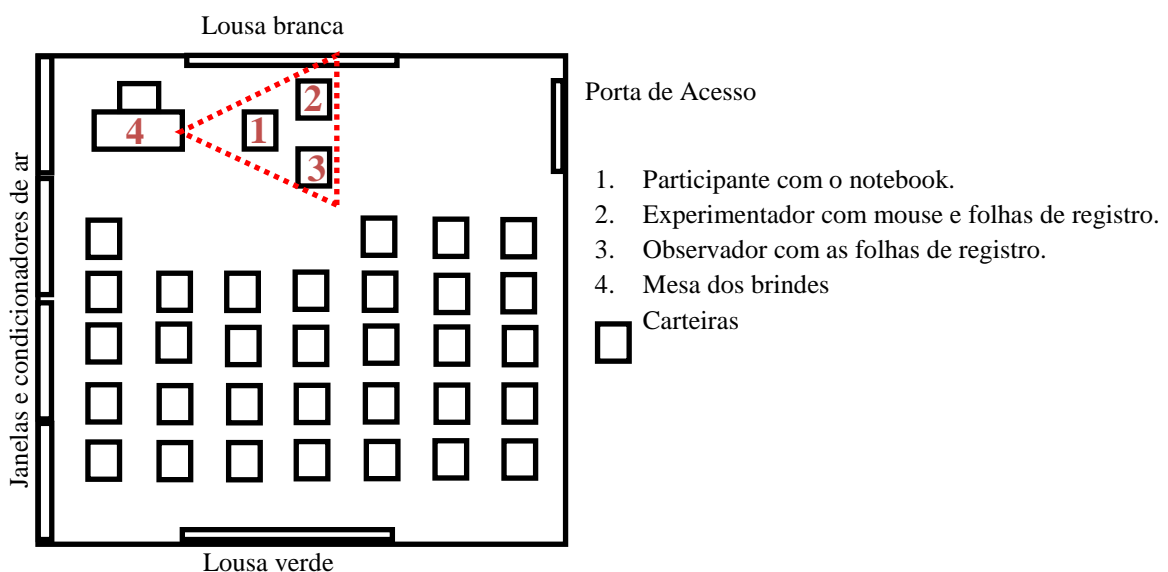 Lousa branca
Porta de Acesso
2
4
1
3
1. Participante com o notebook.
2. Experimentador com mouse e folhas de registro.
3. Observador com as folhas de registro.
4. Mesa dos brindes
Carteiras
Janelas e condicionadores de ar
Lousa verde